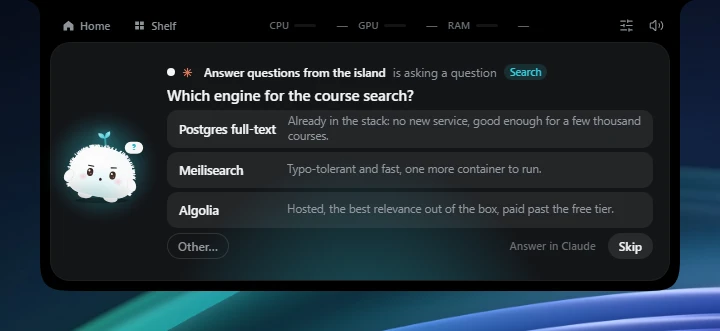 Home Shelf CPU — GPU — RAM —
Answer questions from the island is asking a question Search
Which engine for the course search?
?
Postgres full-text Already in the stack: no new service, good enough for a few thousand
courses.
Meilisearch Typo-tolerant and fast, one more container to run.
Algolia Hosted, the best relevance out of the box, paid past the free tier.
Other... Answer in Claude Skip